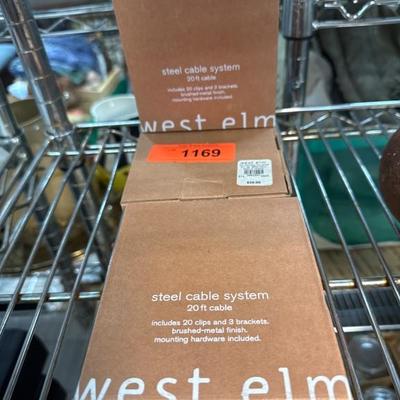 steel cable system
20 ft cable
includes 20 clips and 3 brackets.
brushed-metal finish.
mounting hardware included.
west elm
1169
steel cable system
20 ft cable
includes 20 clips and 3 brackets.
brushed-metal finish.
mounting hardware included.
west elm